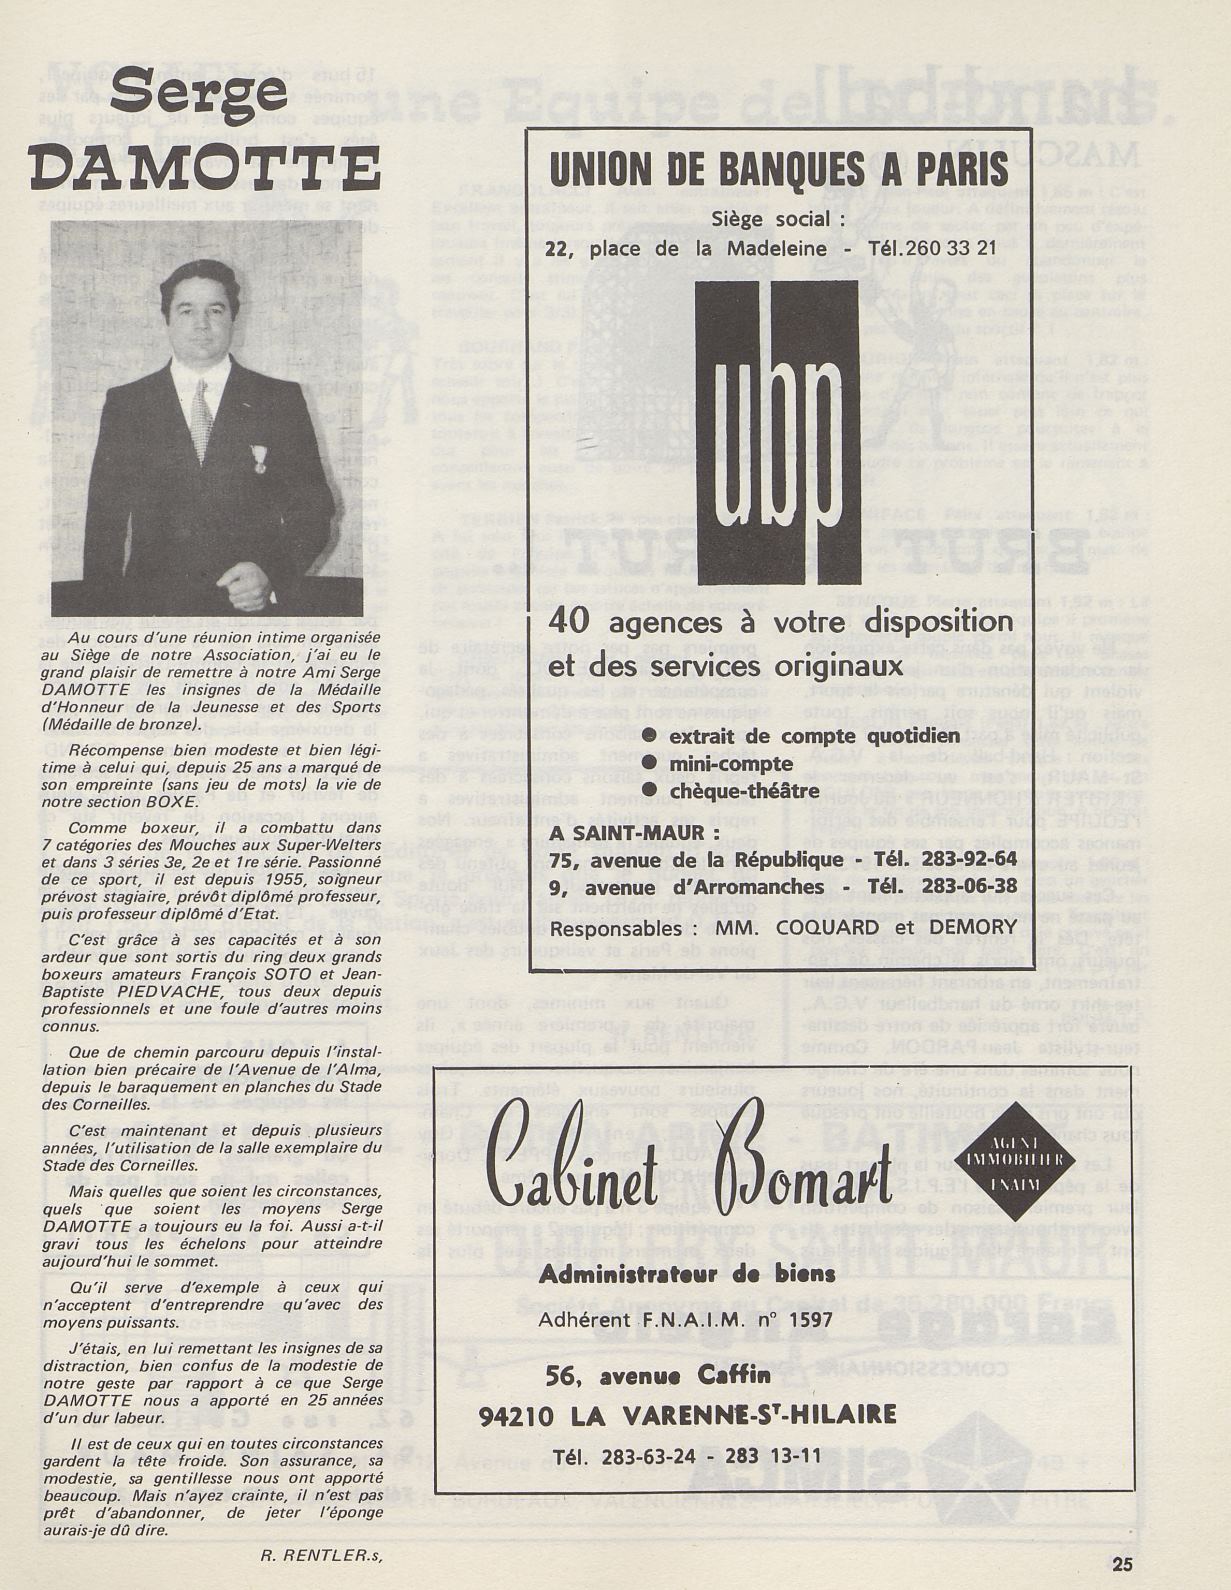 Serge
DAMOTTE
Au cours d'une réunion intime organisée
au Siège de notre Association, j'ai eu le
grand plaisir de remettre à notre Ami Serge
DAMOTTE les insignes de la Médaille
d'Honneur de la Jeunesse et des Sports
(Médaille de bronze).
Récompense bien modeste et bien légi-
time à celui qui, depuis 25 ans a marqué de
son empreinte (sans jeu de mots) la vie de
notre section BOXE.
Comme boxeur, il a combattu dans
7 catégories des Mouches aux Super-Welters
et dans 3 séries 3e, 2e et 1re série. Passionné
de ce sport, il est depuis 1955, soigneur
prévost stagiaire, prévôt diplômé professeur,
puis professeur diplômé d'Etat.
C'est grâce à ses capacités et à son
ardeur que sont sortis du ring deux grands
boxeurs amateurs François SOTO et Jean-
Baptiste PIEDVACHE, tous deux depuis
professionnels et une foule d'autres moins
connus.
Que de chemin parcouru depuis l'instal-
lation bien précaire de l'Avenue de l'Alma,
depuis le baraquement en planches du Stade
des Corneilles.
C'est maintenant et depuis plusieurs
années, l'utilisation de la salle exemplaire du
Stade des Corneilles.
Mais quelles que soient les circonstances,
quels que soient les moyens Serge
DAMOTTE a toujours eu la foi. Aussi a-t-il
gravi tous les échelons pour atteindre
aujourd'hui le sommet.
Qu'il serve d'exemple à ceux qui
n'acceptent d'entreprendre qu'avec des
moyens puissants.
J'étais, en lui remettant les insignes de sa
distraction, bien confus de la modestie de
notre geste par rapport à ce que Serge
DAMOTTE nous a apporté en 25 années
d'un dur labeur.
Il est de ceux qui en toutes circonstances
gardent la tête froide. Son assurance, sa
modestie, sa gentillesse nous ont apporté
beaucoup. Mais n'ayez crainte, il n'est pas
prêt d'abandonner, de jeter l'éponge
aurais-je dû dire.
R. RENTLER.s,
UNION DE BANQUES A PARIS
Siège social :
22, place de la Madeleine - Tél.260 33 21
ubp
40 agences à votre disposition
et des services originaux
● extrait de compte quotidien
● mini-compte
● chèque-théâtre
A SAINT-MAUR :
75, avenue de la République - Tél. 283-92-64
9, avenue d'Arromanches - Tél. 283-06-38
Responsables : MM. COQUARD et DEMORY
Cabinet Bomart
AGENT
IMMOBILIER
FNAIM
Administrateur de biens
Adhérent F.N.A.I.M. n° 1597
56, avenue Caffin
94210 LA VARENNE-Sᵀ-HILAIRE
Tél. 283-63-24 - 283 13-11
25